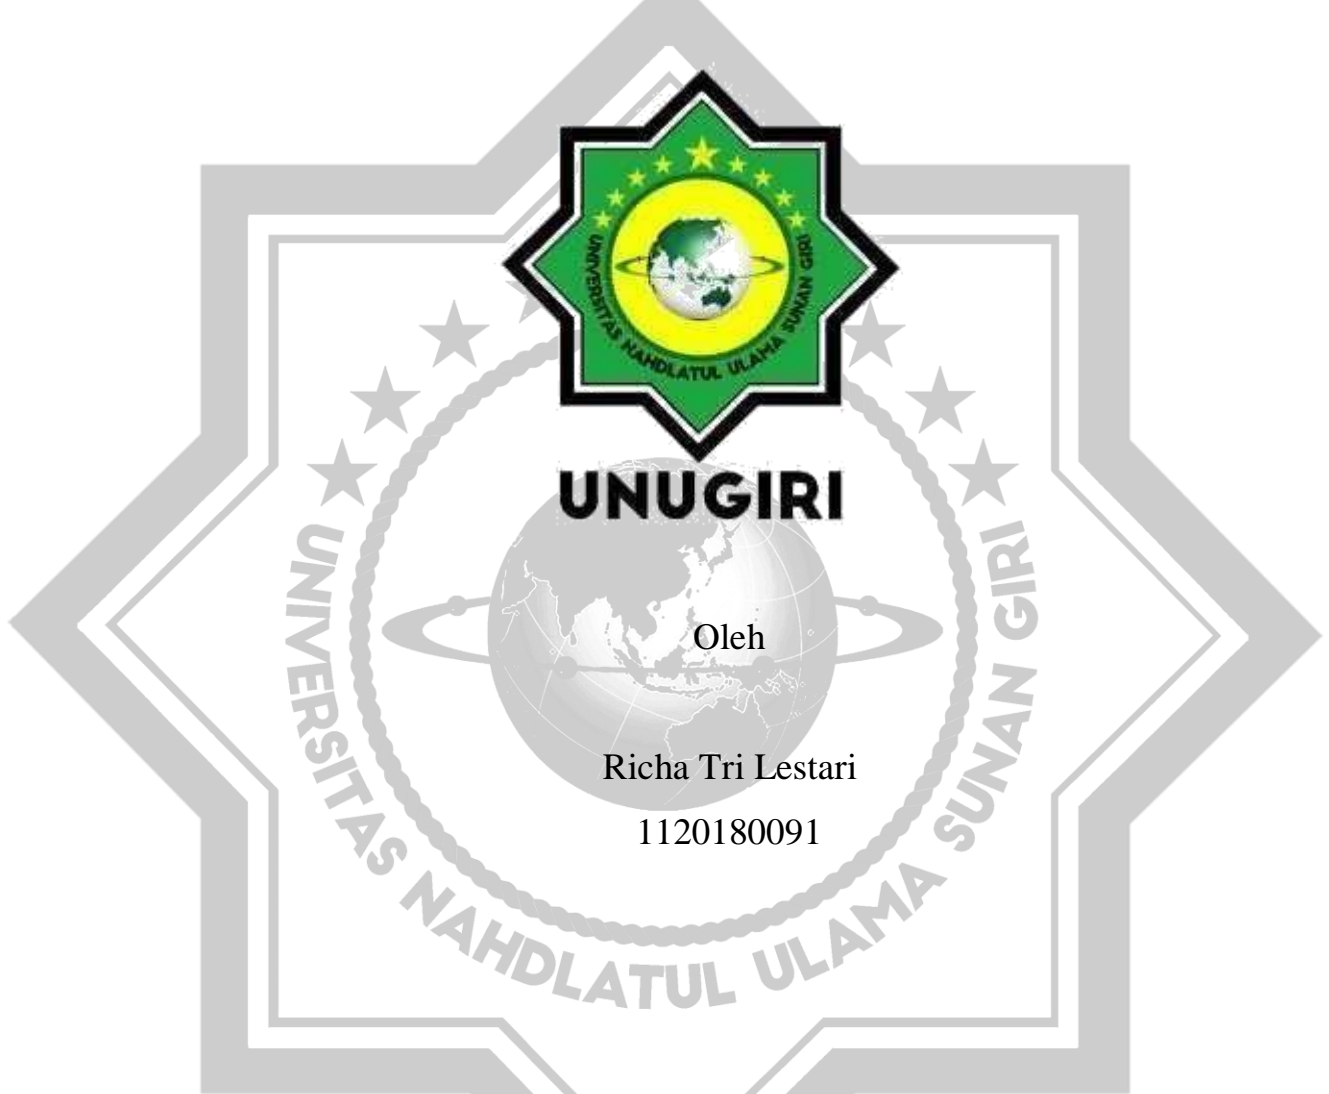 UNIVERSITAS NAHDLATUL ULAMA SUNAN GIRI
UNUGIRI
Oleh
Richa Tri Lestari
1120180091
UNIVERSITAS NAHDLATUL ULAMA SUNAN GIRI